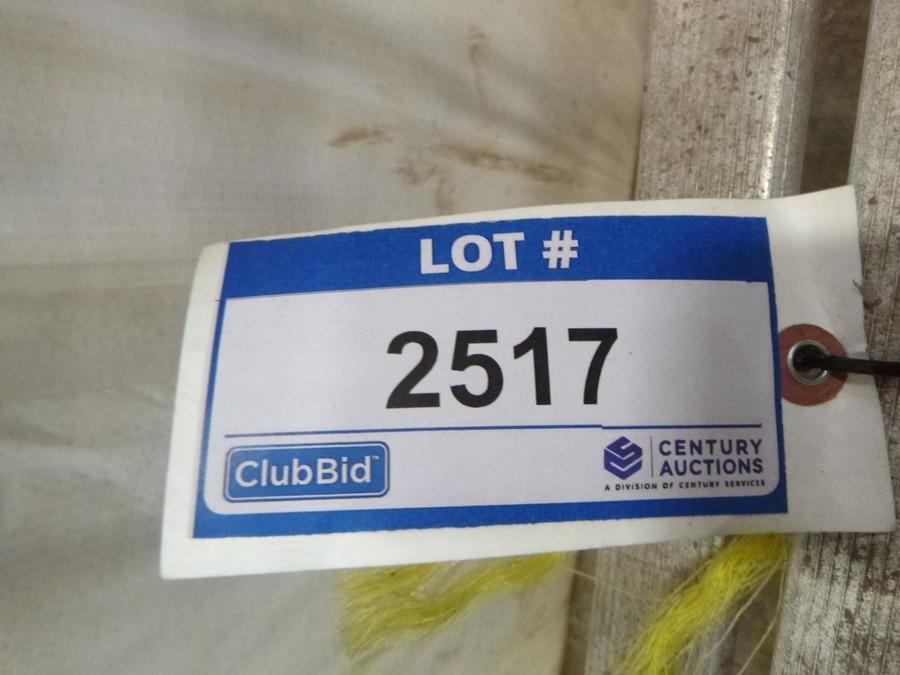 LOT #
2517
ClubBid™
CENTURY
AUCTIONS
A DIVISION OF CENTURY SERVICES